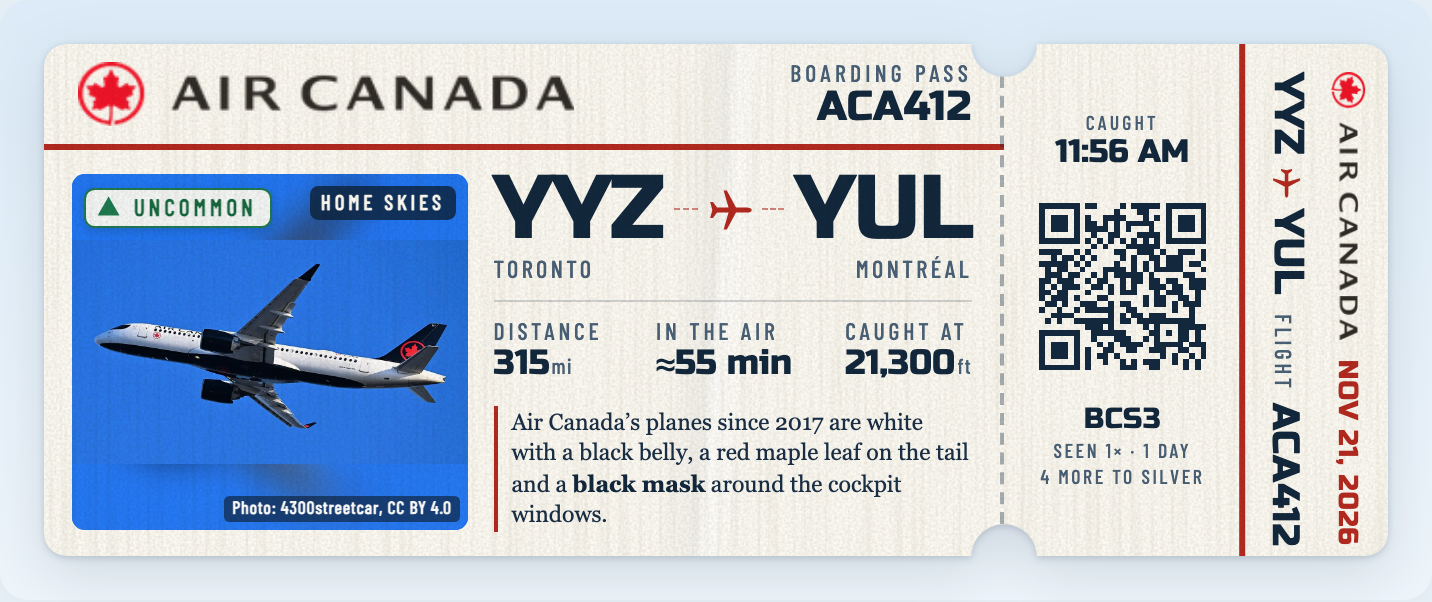 AIR CANADA
BOARDING PASS
ACA412
UNCOMMON
HOME SKIES
Photo: 4300streetcar, CC BY 4.0
YYZ YUL
TORONTO MONTRÉAL
DISTANCE IN THE AIR CAUGHT AT
315mi ≈55 min 21,300ft
Air Canada’s planes since 2017 are white
with a black belly, a red maple leaf on the tail
and a black mask around the cockpit
windows.
CAUGHT
11:56 AM
BCS3
SEEN 1× · 1 DAY
4 MORE TO SILVER
YYZ YUL FLIGHT ACA412
AIR CANADA NOV 21, 2026